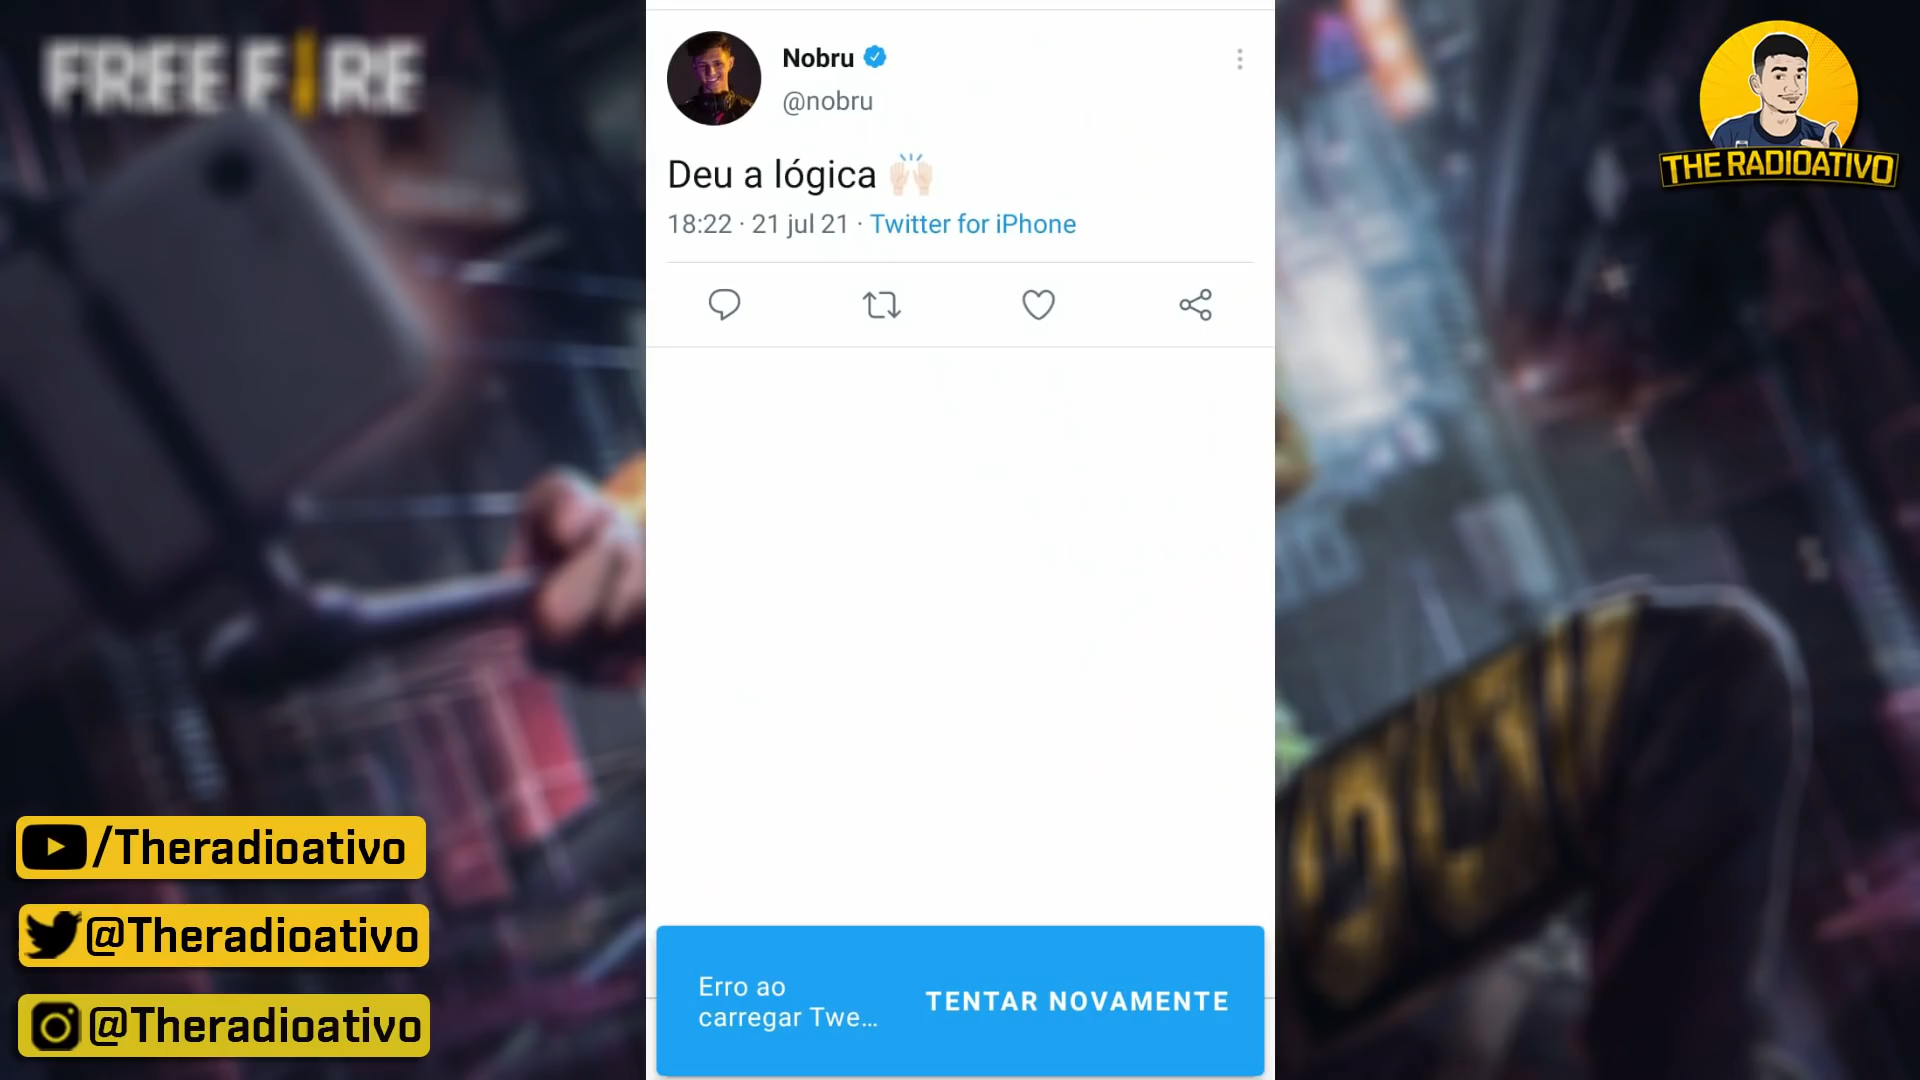 FREE FIRE
Nobru
@nobru
THE RADIOATIVO
Deu a lógica 🙌🏻
18:22 · 21 jul 21 · Twitter for iPhone
/Theradioativo
@Theradioativo
@Theradioativo
Erro ao
carregar Twe...
TENTAR NOVAMENTE